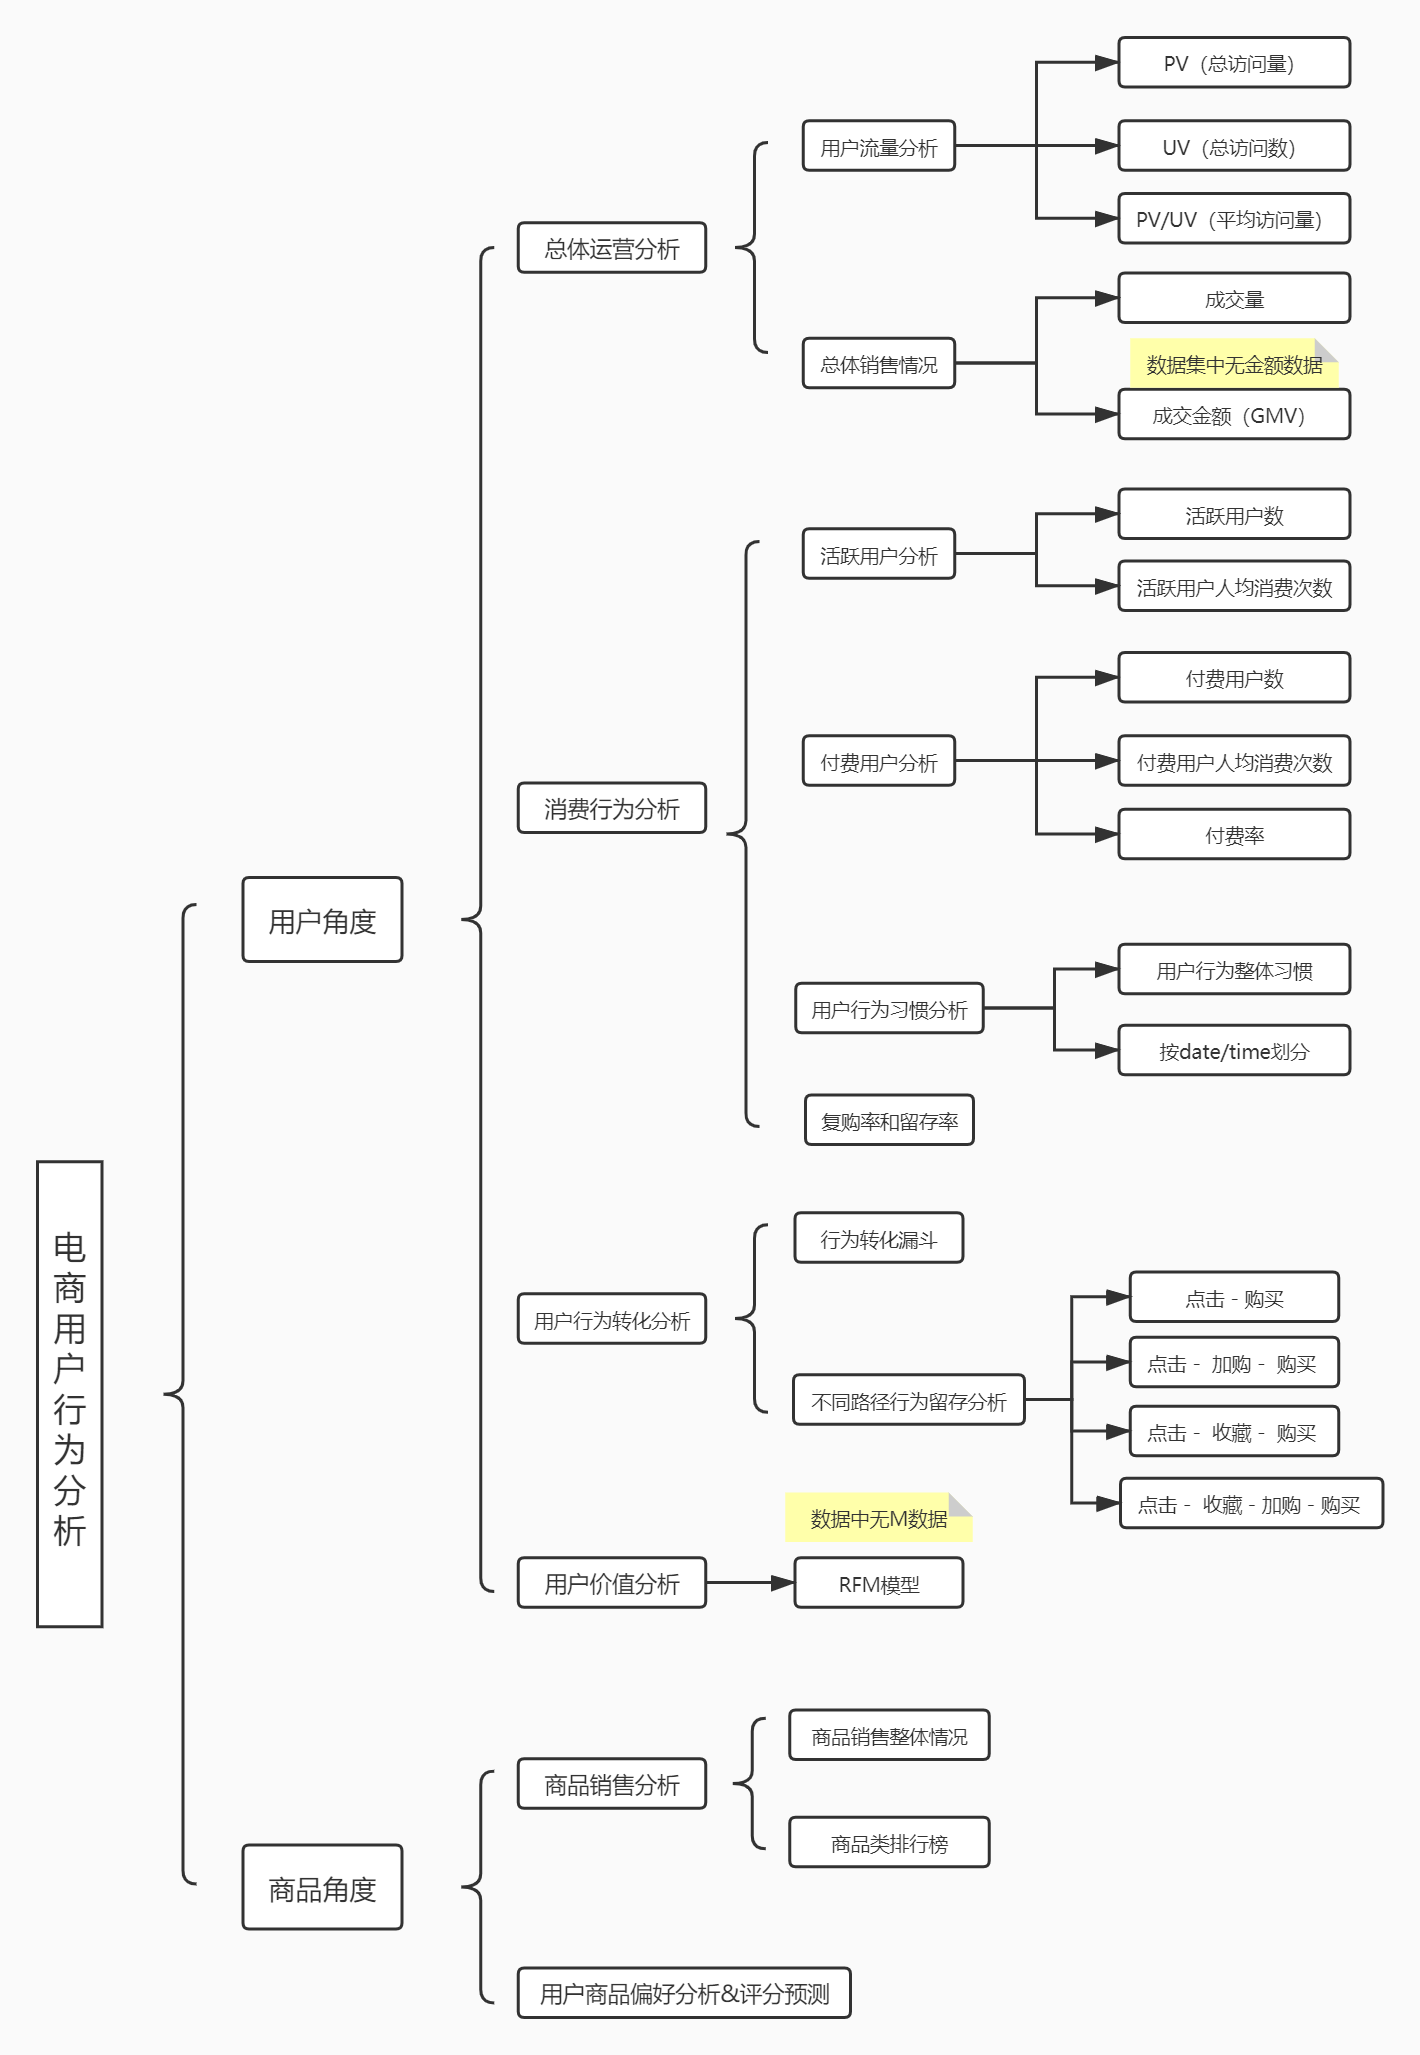 电商用户行为分析
用户角度
总体运营分析
用户流量分析
PV（总访问量）
UV（总访问数）
PV/UV（平均访问量）
总体销售情况
成交量
数据集中无金额数据
成交金额（GMV）
消费行为分析
活跃用户分析
活跃用户数
活跃用户人均消费次数
付费用户分析
付费用户数
付费用户人均消费次数
付费率
用户行为习惯分析
用户行为整体习惯
按date/time划分
复购率和留存率
用户行为转化分析
行为转化漏斗
不同路径行为留存分析
点击 - 购买
点击 - 加购 - 购买
点击 - 收藏 - 购买
点击 - 收藏 - 加购 - 购买
用户价值分析
数据中无M数据
RFM模型
商品角度
商品销售分析
商品销售整体情况
商品类排行榜
用户商品偏好分析&评分预测